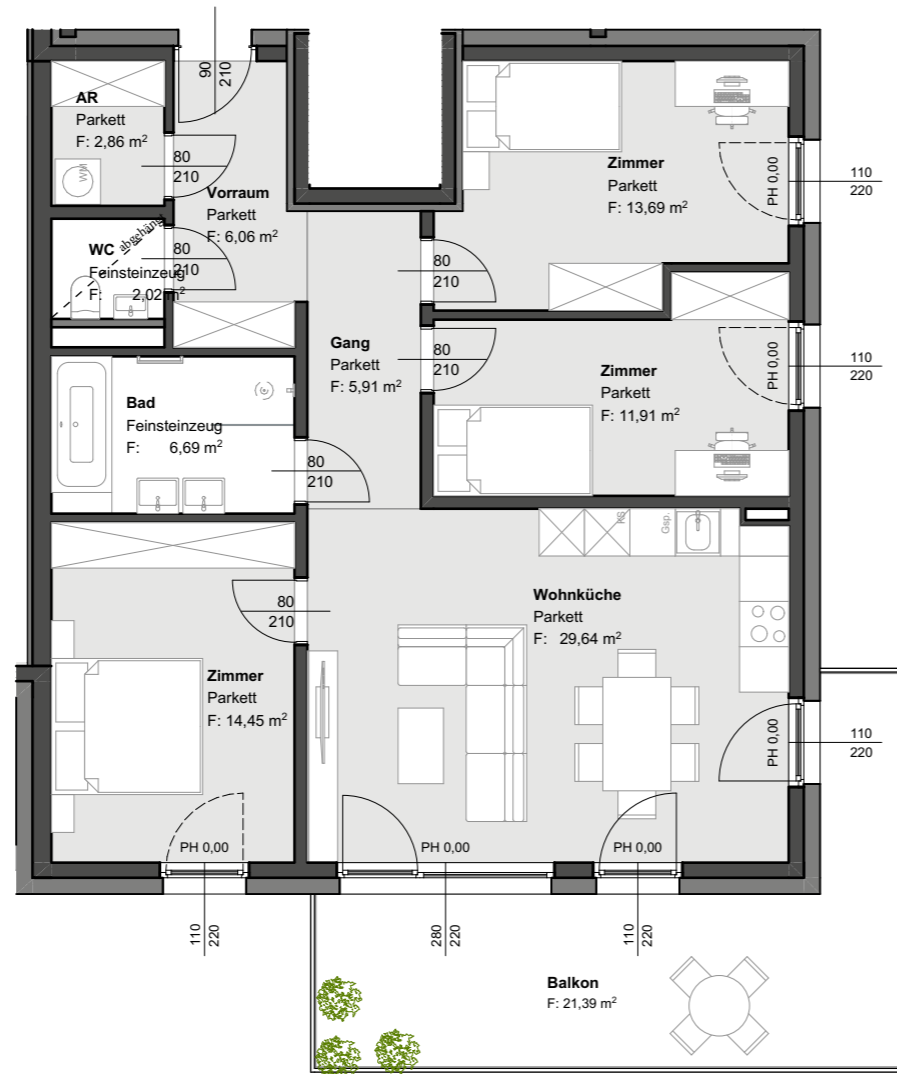 90
210
AR
Parkett
F: 2,86 m²
WM
80
210
Vorraum
Parkett
F: 6,06 m²
WC
abgehängt
Feinsteinzeug
F: 2,02 m²
80
210
Zimmer
Parkett
F: 13,69 m²
PH 0,00
110
220
80
210
Gang
Parkett
F: 5,91 m²
80
210
Zimmer
Parkett
F: 11,91 m²
PH 0,00
110
220
Bad
Feinsteinzeug
F: 6,69 m²
80
210
KS
Gsp.
Wohnküche
Parkett
F: 29,64 m²
80
210
Zimmer
Parkett
F: 14,45 m²
PH 0,00
110
220
PH 0,00
PH 0,00
PH 0,00
110
220
280
220
110
220
Balkon
F: 21,39 m²